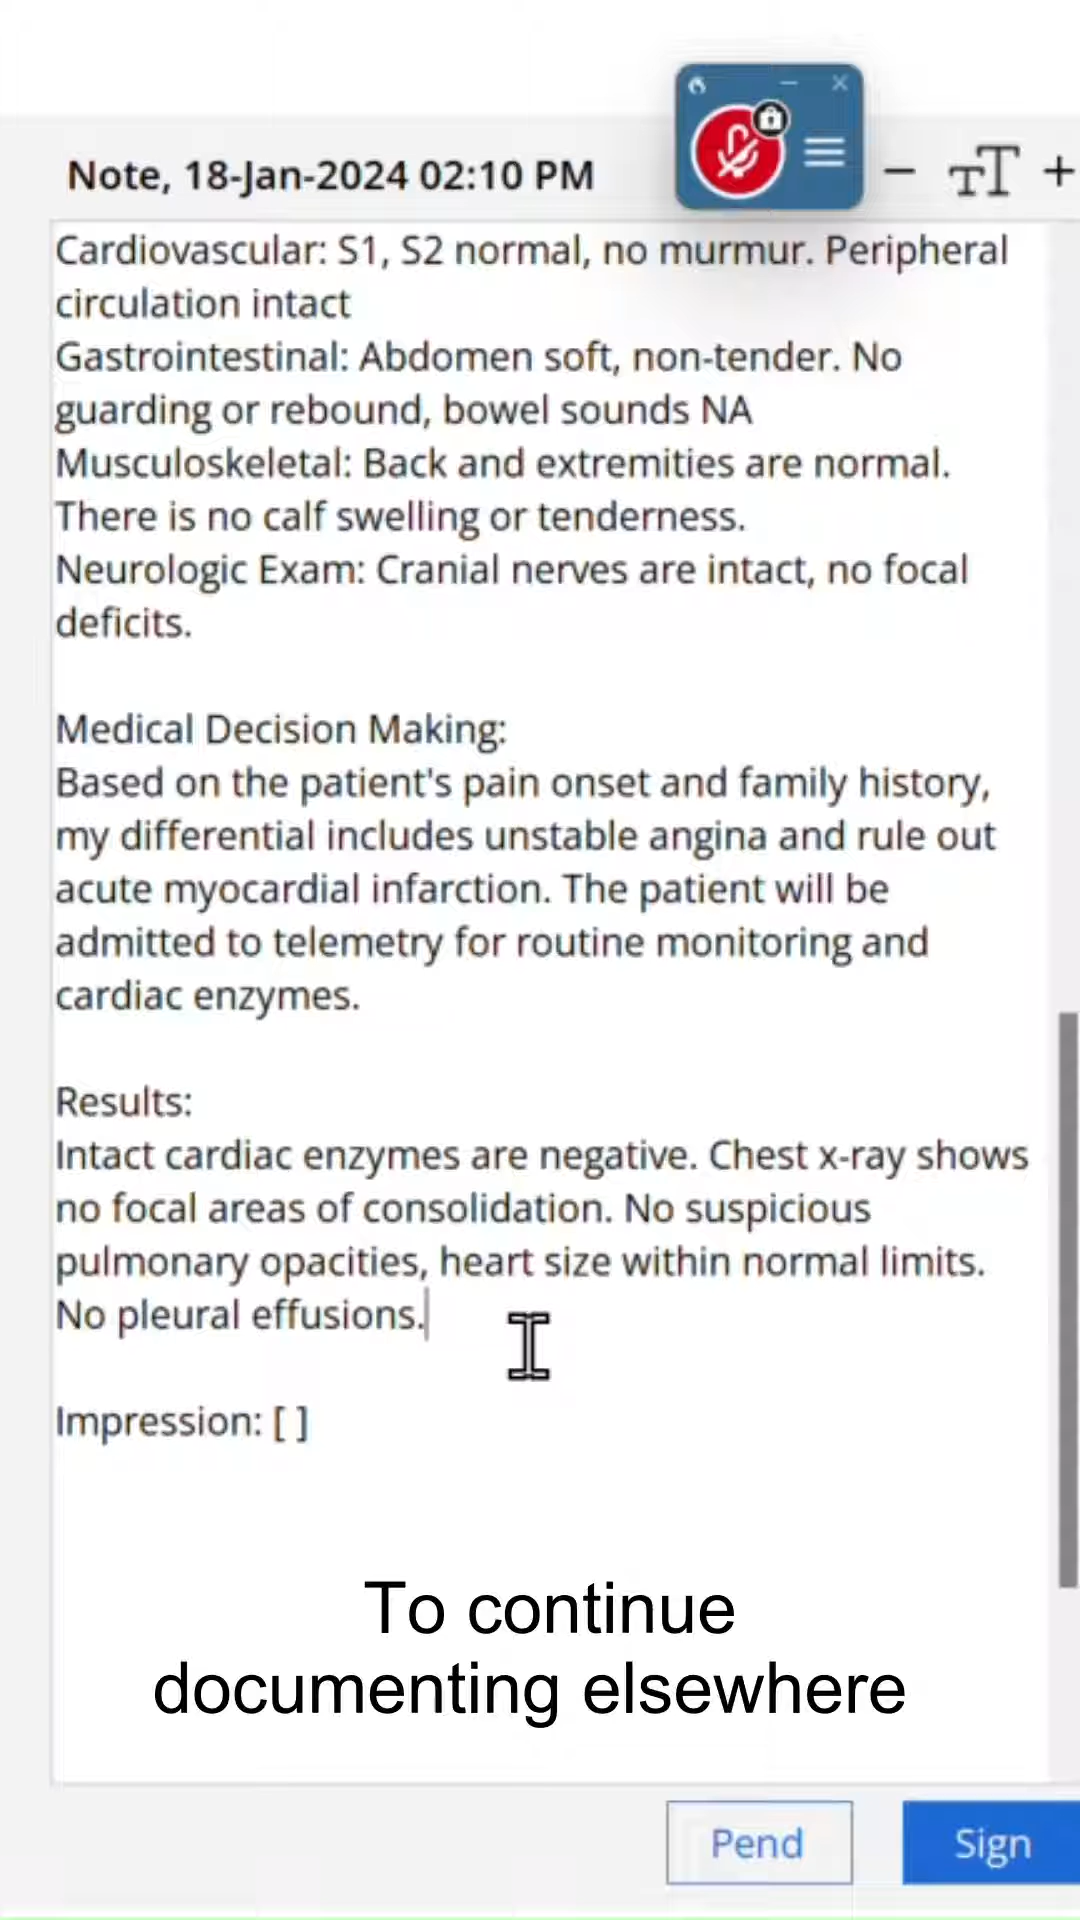 Note, 18-Jan-2024 02:10 PM
TT
Cardiovascular: S1, S2 normal, no murmur. Peripheral
circulation intact
Gastrointestinal: Abdomen soft, non-tender. No
guarding or rebound, bowel sounds NA
Musculoskeletal: Back and extremities are normal.
There is no calf swelling or tenderness.
Neurologic Exam: Cranial nerves are intact, no focal
deficits.
Medical Decision Making:
Based on the patient's pain onset and family history,
my differential includes unstable angina and rule out
acute myocardial infarction. The patient will be
admitted to telemetry for routine monitoring and
cardiac enzymes.
Results:
Intact cardiac enzymes are negative. Chest x-ray shows
no focal areas of consolidation. No suspicious
pulmonary opacities, heart size within normal limits.
No pleural effusions.
Impression: [ ]
To continue
documenting elsewhere
Pend
Sign